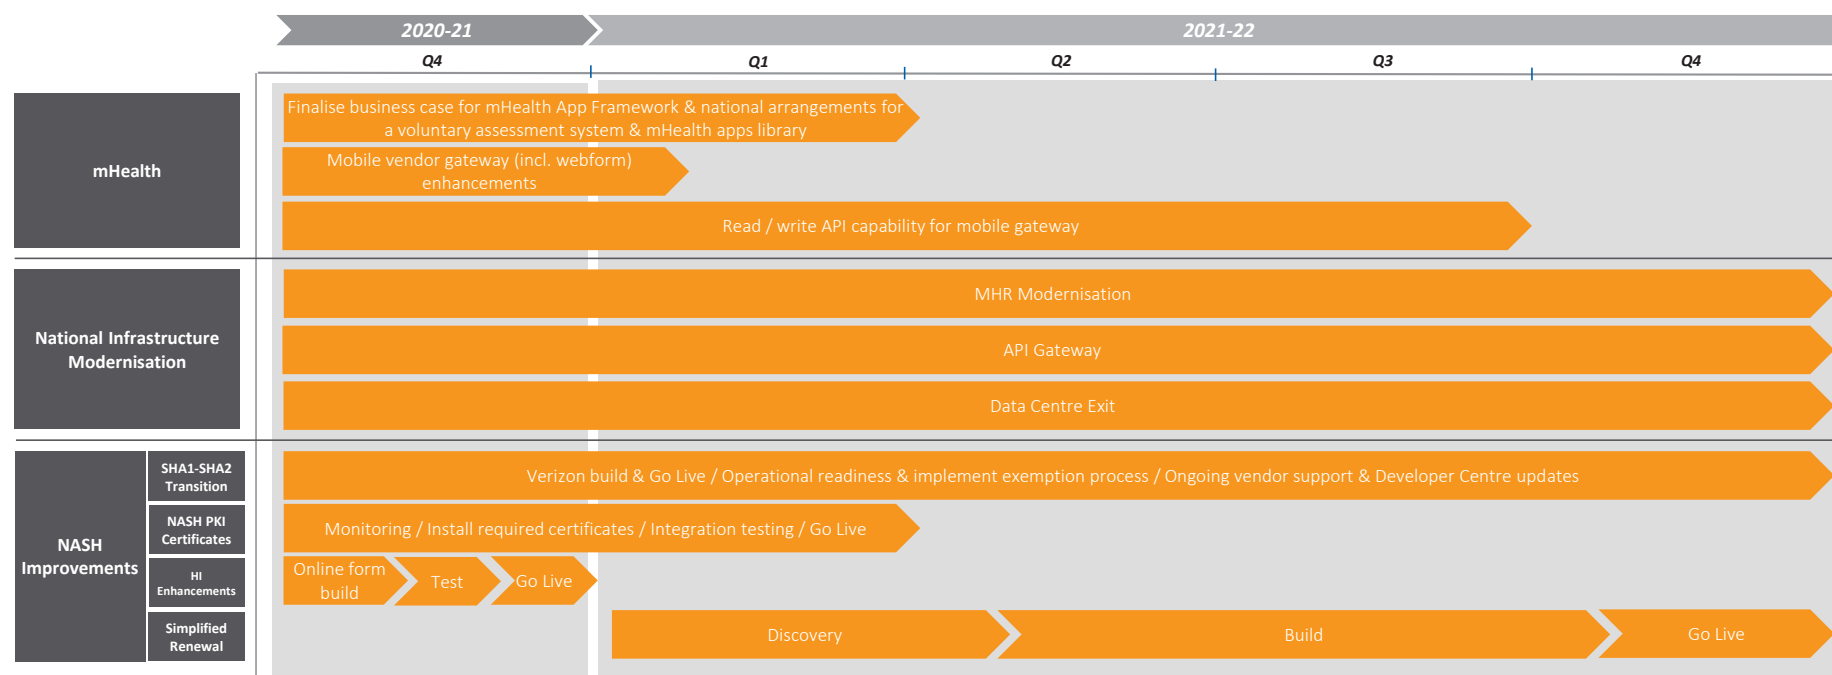 2020-21
2021-22
Q4
Q1
Q2
Q3
Q4
mHealth
Finalise business case for mHealth App Framework & national arrangements for
a voluntary assessment system & mHealth apps library
Mobile vendor gateway (incl. webform)
enhancements
Read / write API capability for mobile gateway
National Infrastructure
Modernisation
MHR Modernisation
API Gateway
Data Centre Exit
NASH
Improvements
SHA1-SHA2
Transition
Verizon build & Go Live / Operational readiness & implement exemption process / Ongoing vendor support & Developer Centre updates
NASH PKI
Certificates
Monitoring / Install required certificates / Integration testing / Go Live
HI
Enhancements
Online form
build
Test
Go Live
Simplified
Renewal
Discovery
Build
Go Live